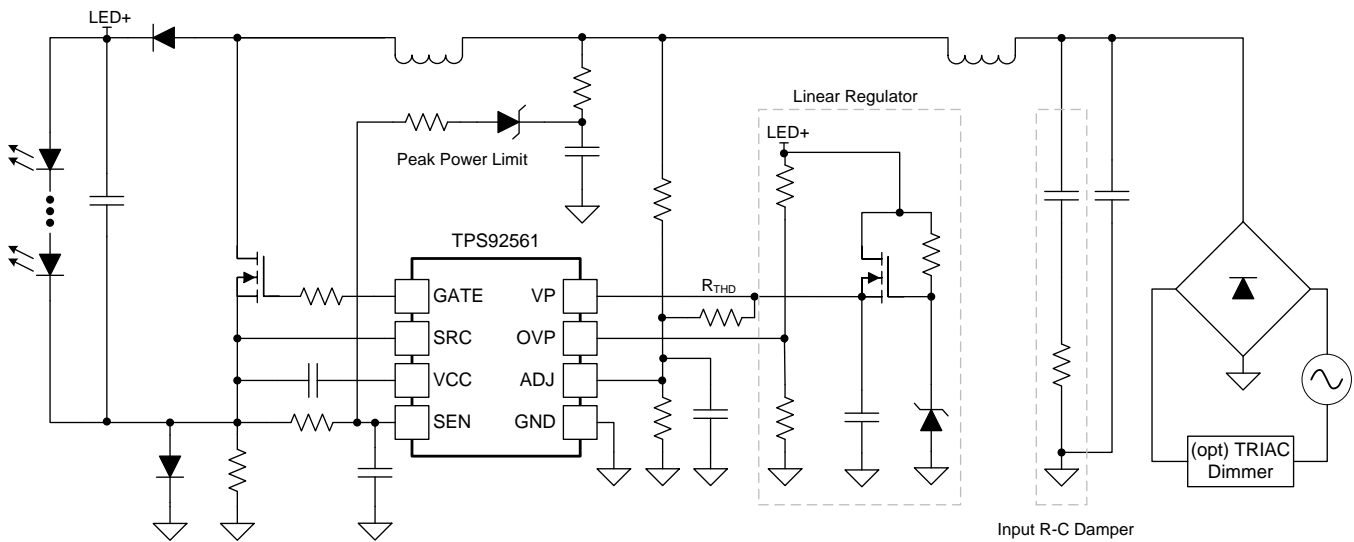 LED+
Linear Regulator
LED+
Peak Power Limit
TPS92561
GATE
VP
RTHD
SRC
OVP
VCC
ADJ
SEN
GND
(opt) TRIAC
Dimmer
Input R-C Damper